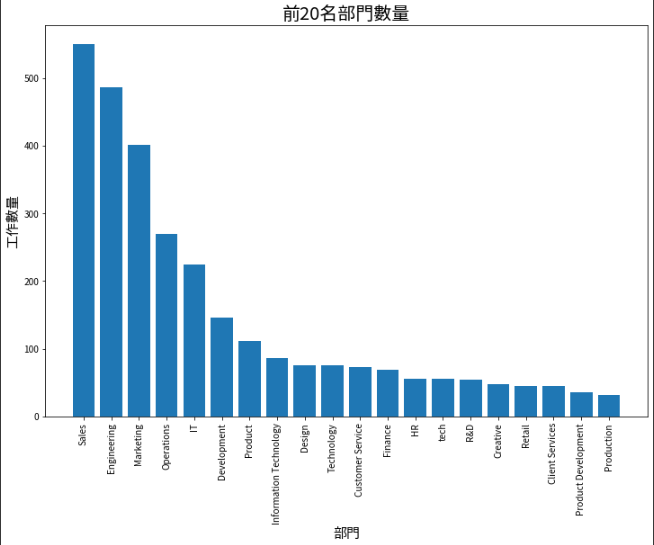 前20名部門數量
工作數量
500
400
300
200
100
0
Sales
Engineering
Marketing
Operations
IT
Development
Product
Information Technology
Design
Technology
Customer Service
Finance
HR
tech
R&D
Creative
Retail
Client Services
Product Development
Production
部門